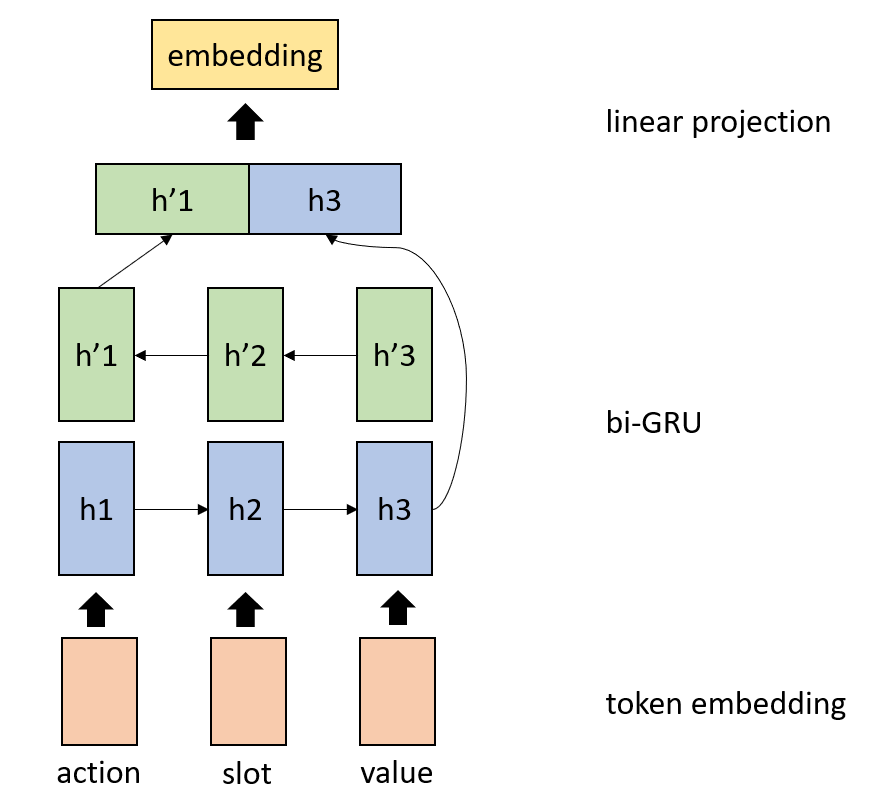 embedding
linear projection
h’1 h3
h’1 h’2 h’3
bi-GRU
h1 h2 h3
token embedding
action slot value